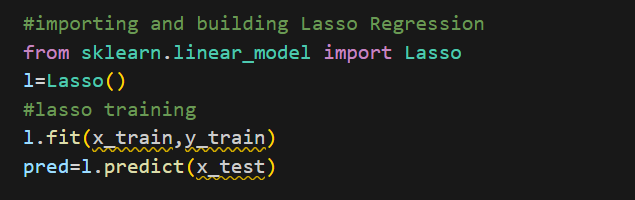 #importing and building Lasso Regression
from sklearn.linear_model import Lasso
l=Lasso()
#lasso training
l.fit(x_train,y_train)
pred=l.predict(x_test)